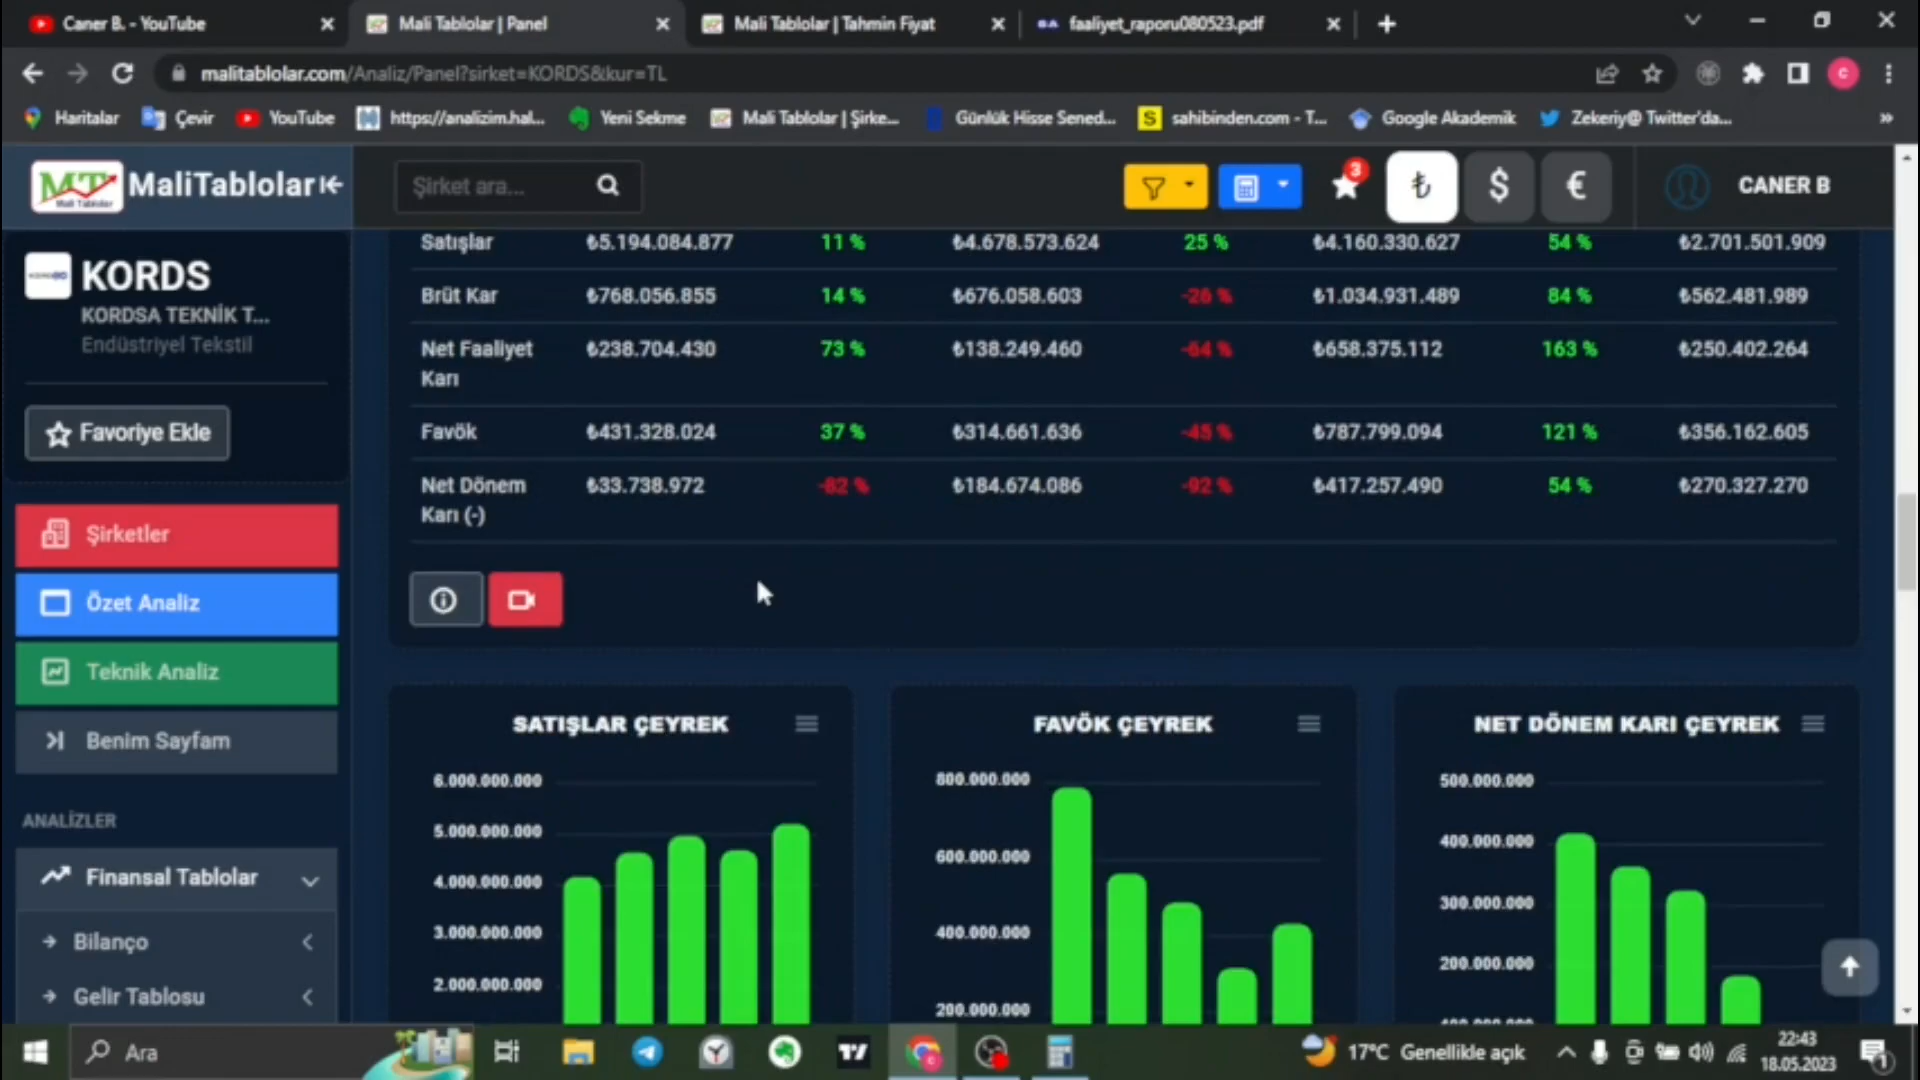 Caner B. - YouTube
Mali Tablolar | Panel
Mali Tablolar | Tahmin Fiyat
faaliyet_raporu080523.pdf
malitablolar.com/Analiz/Panel?sirket=KORDS&kur=TL
Haritalar
Çevir
YouTube
https://analizim.hal...
Yeni Sekme
Mali Tablolar | Şirke...
Günlük Hisse Sened...
S
sahibinden.com - T...
Google Akademik
Zekeriy@ Twitter'da...
»
MT
Mali Tablolar
MaliTablolar
Şirket ara...
3
₺
$
€
CANER B
KORDS
KORDSA TEKNİK T...
Endüstriyel Tekstil
Favoriye Ekle
Şirketler
Özet Analiz
Teknik Analiz
Benim Sayfam
ANALİZLER
Finansal Tablolar
Bilanço
Gelir Tablosu
Satışlar ₺5.194.084.877 11 % ₺4.678.573.624 25 % ₺4.160.330.627 54 % ₺2.701.501.909
Brüt Kar ₺768.056.855 14 % ₺676.058.603 -26 % ₺1.034.931.489 84 % ₺562.481.989
Net Faaliyet Karı ₺238.704.430 73 % ₺138.249.460 -64 % ₺658.375.112 163 % ₺250.402.264
Favök ₺431.328.024 37 % ₺314.661.636 -45 % ₺787.799.094 121 % ₺356.162.605
Net Dönem Karı (-) ₺33.738.972 -82 % ₺184.674.086 -92 % ₺417.257.490 54 % ₺270.327.270
SATIŞLAR ÇEYREK
6.000.000.000
5.000.000.000
4.000.000.000
3.000.000.000
2.000.000.000
FAVÖK ÇEYREK
800.000.000
600.000.000
400.000.000
200.000.000
NET DÖNEM KARI ÇEYREK
500.000.000
400.000.000
300.000.000
200.000.000
Ara
17°C Genellikle açık
22:43
18.05.2023
1